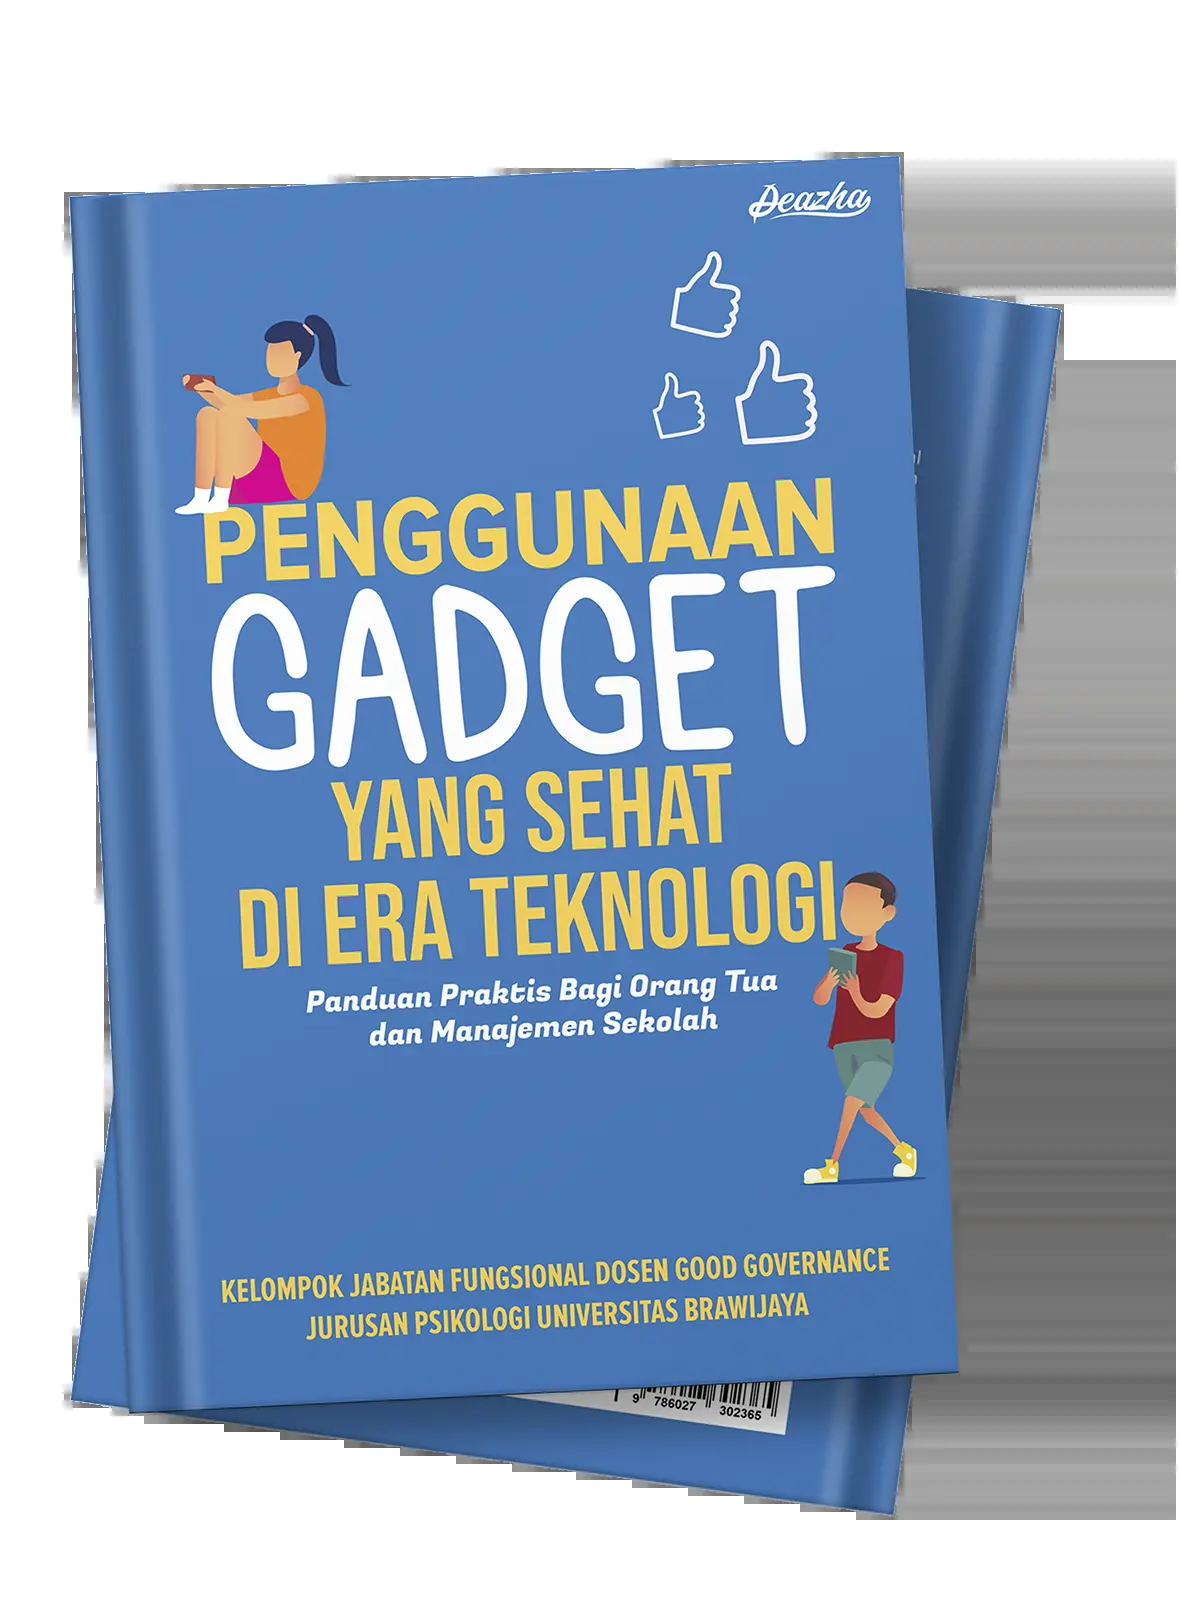 Deazha
PENGGUNAAN
GADGET
YANG SEHAT
DI ERA TEKNOLOGI
Panduan Praktis Bagi Orang Tua
dan Manajemen Sekolah
KELOMPOK JABATAN FUNGSIONAL DOSEN GOOD GOVERNANCE
JURUSAN PSIKOLOGI UNIVERSITAS BRAWIJAYA
9 786027 302365